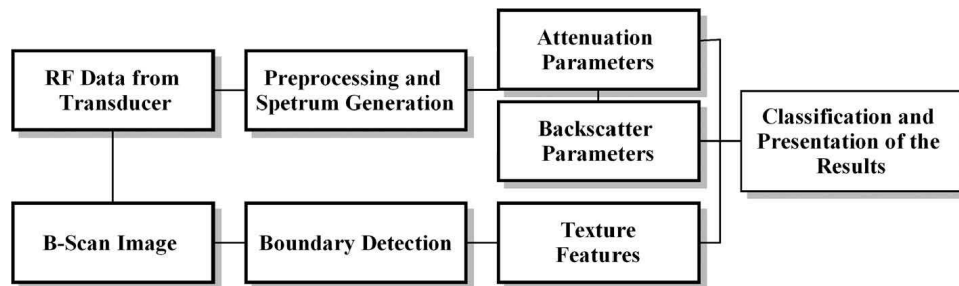 RF Data from
Transducer
Preprocessing and
Spetrum Generation
Attenuation
Parameters
Backscatter
Parameters
Classification and
Presentation of the
Results
B-Scan Image
Boundary Detection
Texture
Features